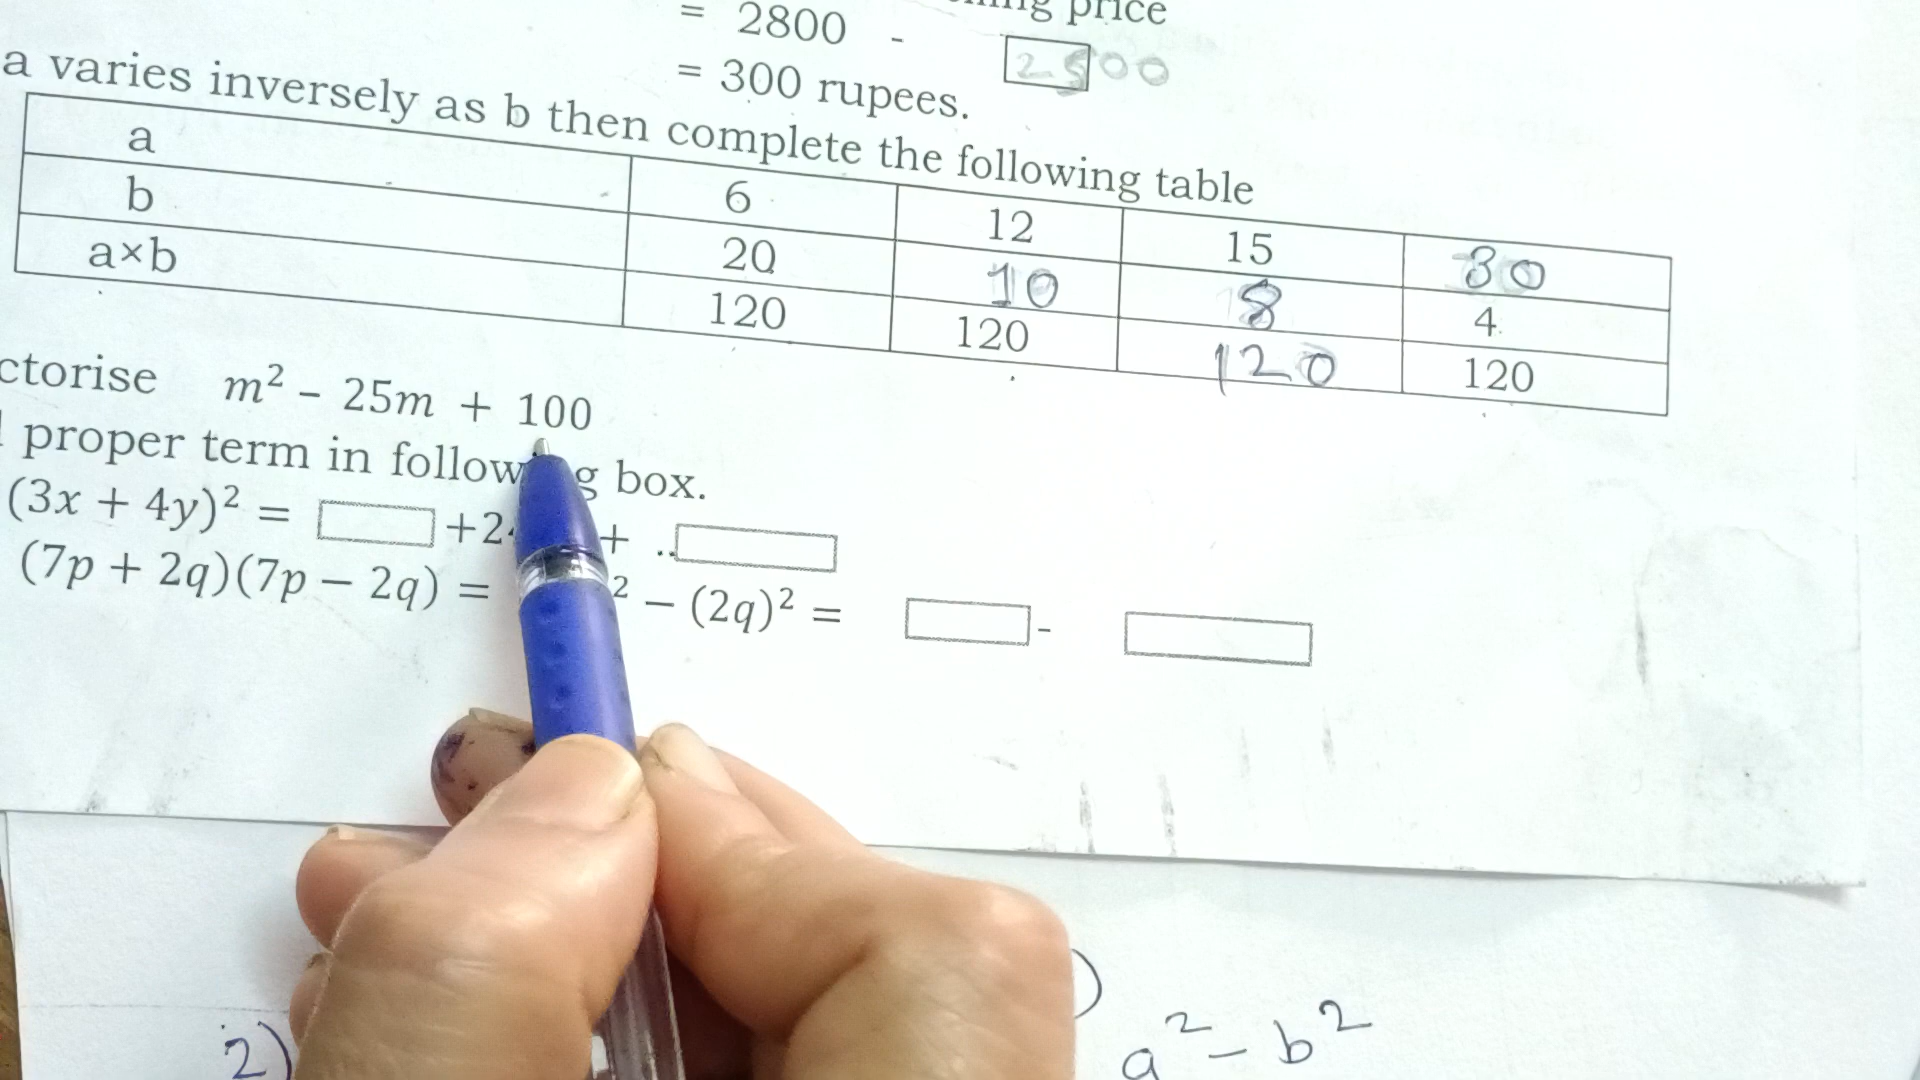 price
= 2800 - 2500
= 300 rupees.
a varies inversely as b then complete the following table
a 6 12 15 30
b 20 10 8 4
a×b 120 120 120 120
ctorise m² – 25m + 100
proper term in following box.
(3x + 4y)² = +2 + ..
(7p + 2q)(7p – 2q) = ² – (2q)² = -
2)
a² – b²